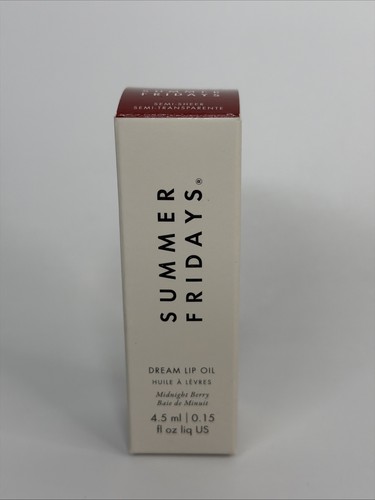 SUMMER
FRIDAYS
SEMI-SHEER
SEMI-TRANSPARENTE
SUMMER
FRIDAYS®
DREAM LIP OIL
HUILE À LÈVRES
Midnight Berry
Baie de Minuit
4.5 ml | 0.15
fl oz liq US